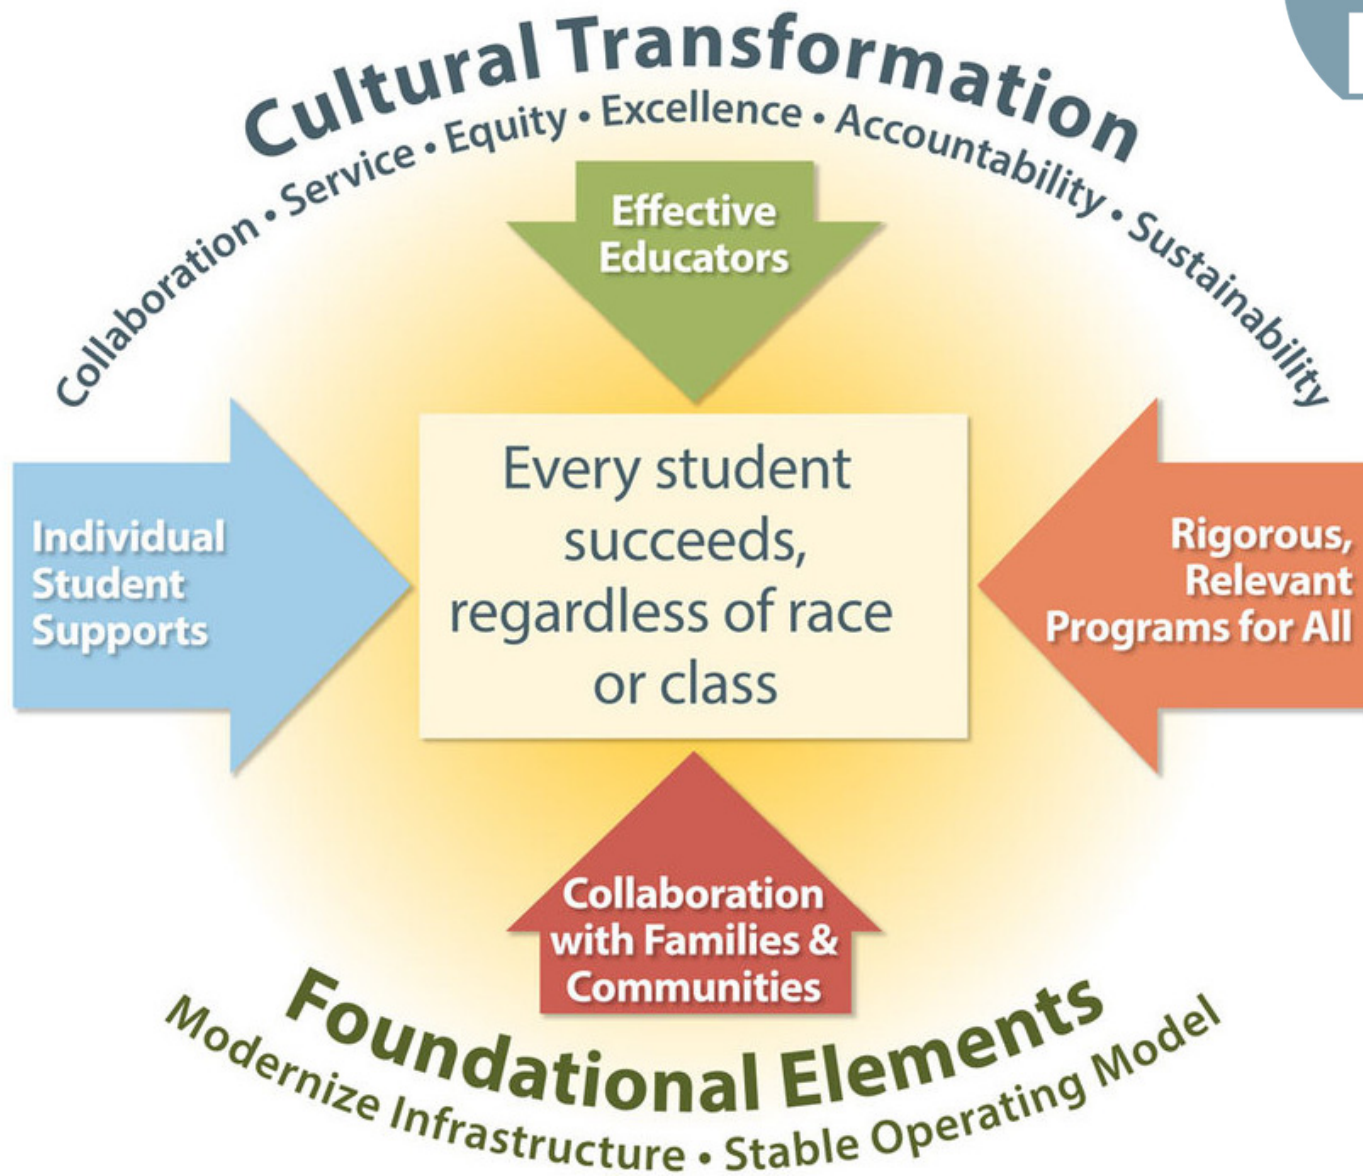 Cultural Transformation
Collaboration • Service • Equity • Excellence • Accountability • Sustainability
Effective
Educators
Individual
Student
Supports
Every student
succeeds,
regardless of race
or class
Rigorous,
Relevant
Programs for All
Collaboration
with Families &
Communities
Foundational Elements
Modernize Infrastructure • Stable Operating Model